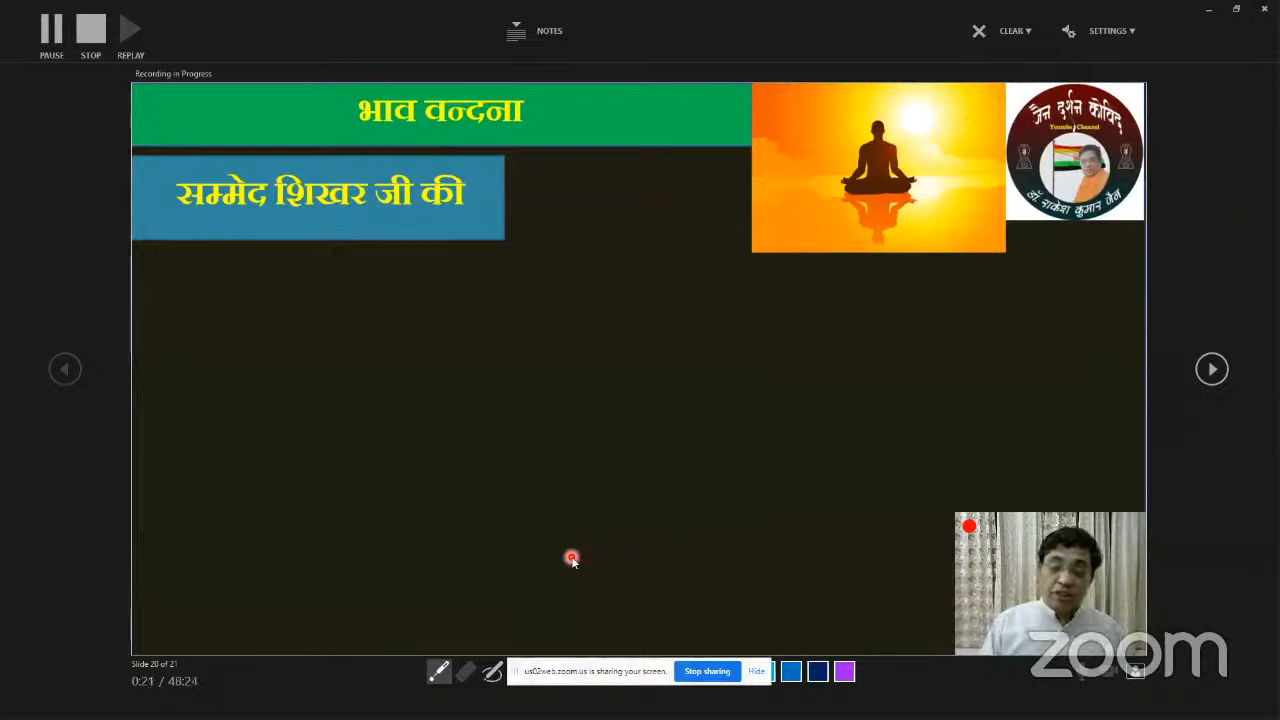 PAUSE
STOP
REPLAY
NOTES
CLEAR
SETTINGS
Recording in Progress
भाव वन्दना
सम्मेद शिखर जी की
जैन दर्शन कोविद
Youtube Channel
डॉ. राकेश कुमार जैन
Slide 20 of 21
0:21 / 48:24
us02web.zoom.us is sharing your screen.
Stop sharing
Hide
zoom